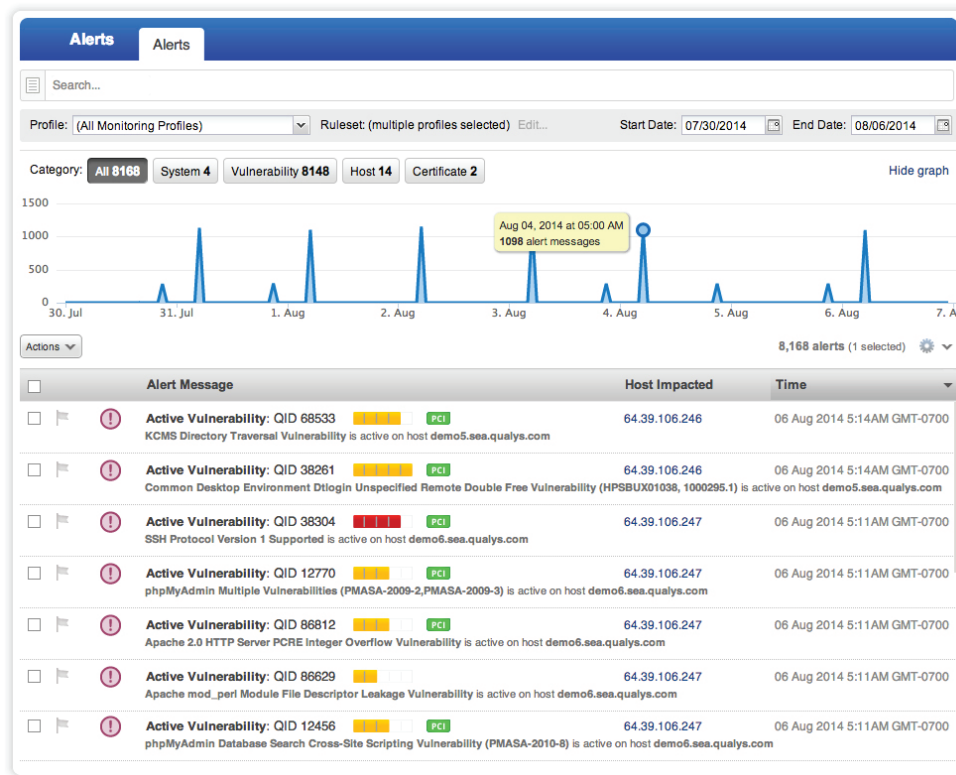 Alerts Alerts
Search...
Profile: (All Monitoring Profiles) Ruleset: (multiple profiles selected) Edit... Start Date: 07/30/2014 End Date: 08/06/2014
Category: All 8168 System 4 Vulnerability 8148 Host 14 Certificate 2 Hide graph
1500
1000
500
0
Aug 04, 2014 at 05:00 AM
1098 alert messages
30. Jul 31. Jul 1. Aug 2. Aug 3. Aug 4. Aug 5. Aug 6. Aug 7. A
Actions 8,168 alerts (1 selected)
Alert Message Host Impacted Time
Active Vulnerability: QID 68533 PCI 64.39.106.246 06 Aug 2014 5:14AM GMT-0700
KCMS Directory Traversal Vulnerability is active on host demo5.sea.qualys.com
Active Vulnerability: QID 38261 PCI 64.39.106.246 06 Aug 2014 5:14AM GMT-0700
Common Desktop Environment Dtlogin Unspecified Remote Double Free Vulnerability (HPSBUX01038, 1000295.1) is active on host demo5.sea.qualys.com
Active Vulnerability: QID 38304 PCI 64.39.106.247 06 Aug 2014 5:11AM GMT-0700
SSH Protocol Version 1 Supported is active on host demo6.sea.qualys.com
Active Vulnerability: QID 12770 PCI 64.39.106.247 06 Aug 2014 5:11AM GMT-0700
phpMyAdmin Multiple Vulnerabilities (PMASA-2009-2,PMASA-2009-3) is active on host demo6.sea.qualys.com
Active Vulnerability: QID 86812 PCI 64.39.106.247 06 Aug 2014 5:11AM GMT-0700
Apache 2.0 HTTP Server PCRE Integer Overflow Vulnerability is active on host demo6.sea.qualys.com
Active Vulnerability: QID 86629 64.39.106.247 06 Aug 2014 5:11AM GMT-0700
Apache mod_perl Module File Descriptor Leakage Vulnerability is active on host demo6.sea.qualys.com
Active Vulnerability: QID 12456 PCI 64.39.106.247 06 Aug 2014 5:11AM GMT-0700
phpMyAdmin Database Search Cross-Site Scripting Vulnerability (PMASA-2010-8) is active on host demo6.sea.qualys.com